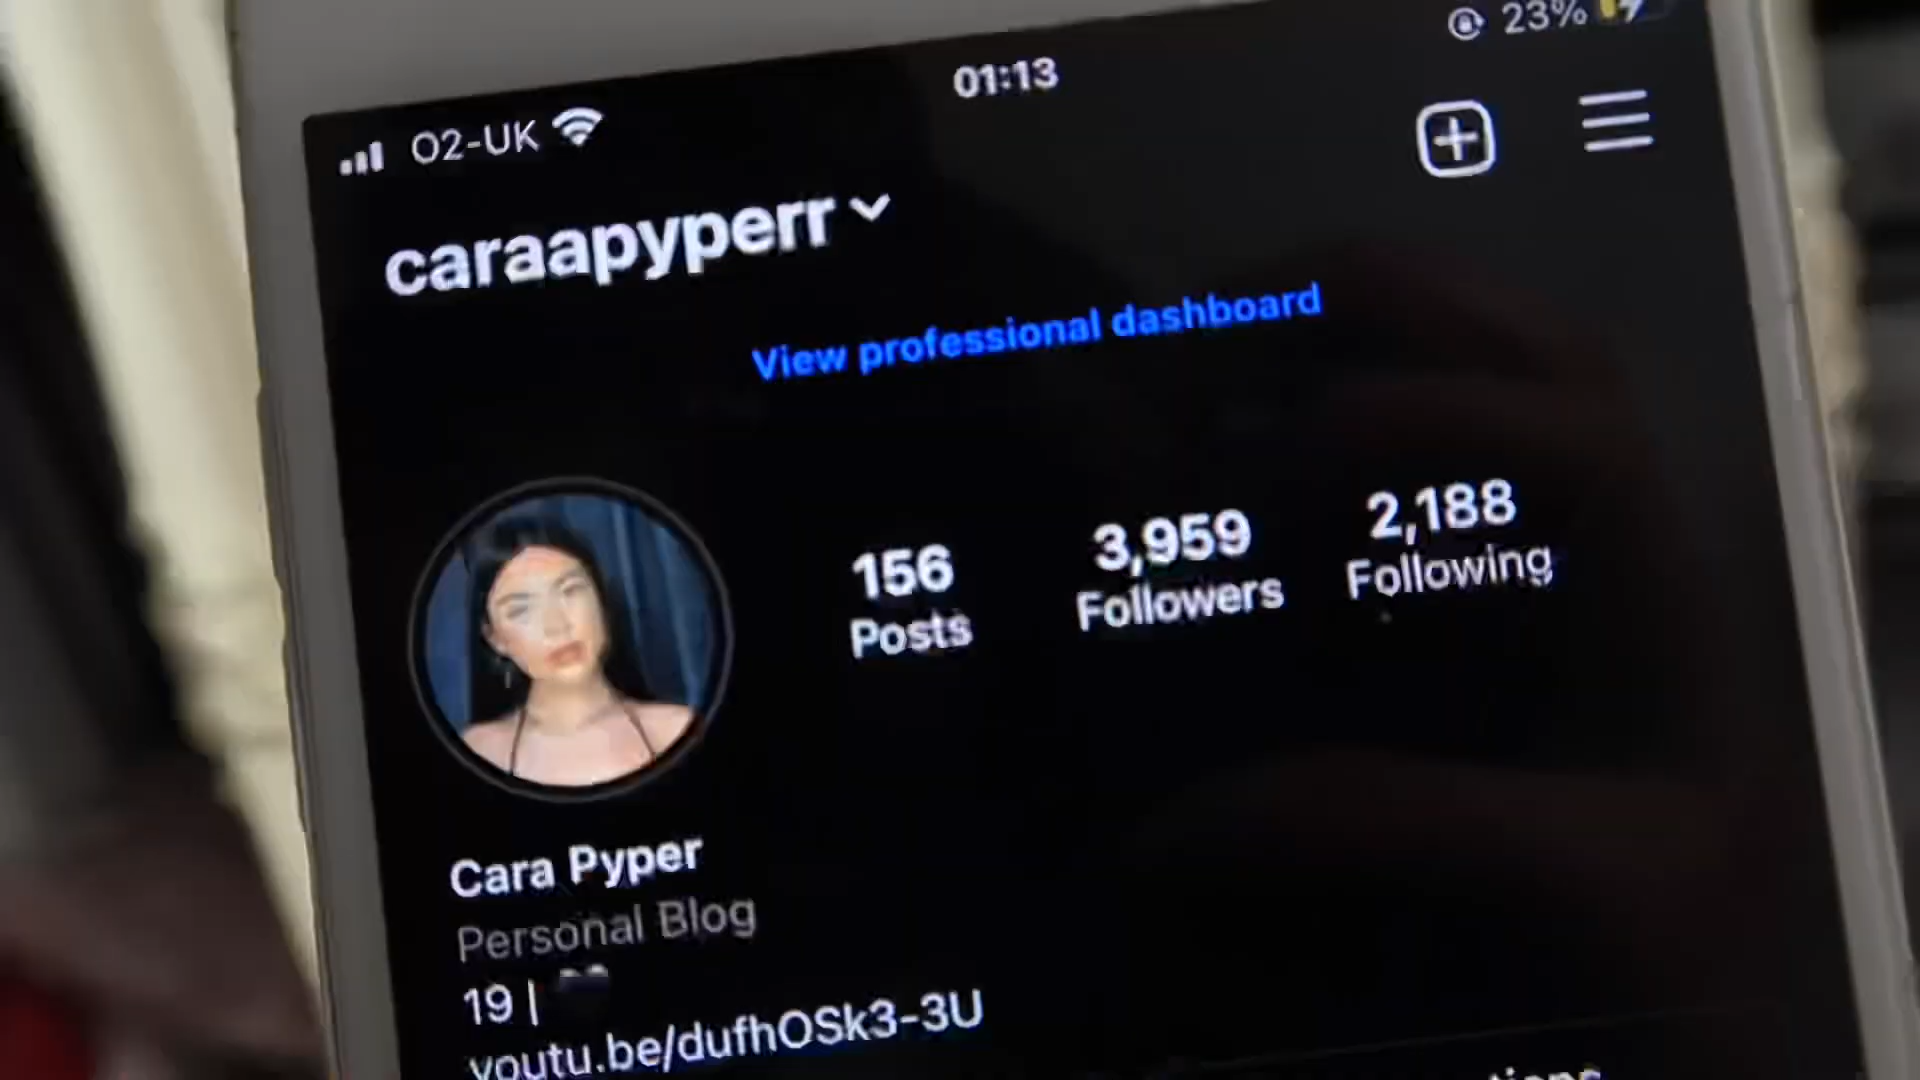 01:13
23%
O2-UK
caraapyperr
View professional dashboard
156
Posts
3,959
Followers
2,188
Following
Cara Pyper
Personal Blog
19 |
youtu.be/dufhOSk3-3U